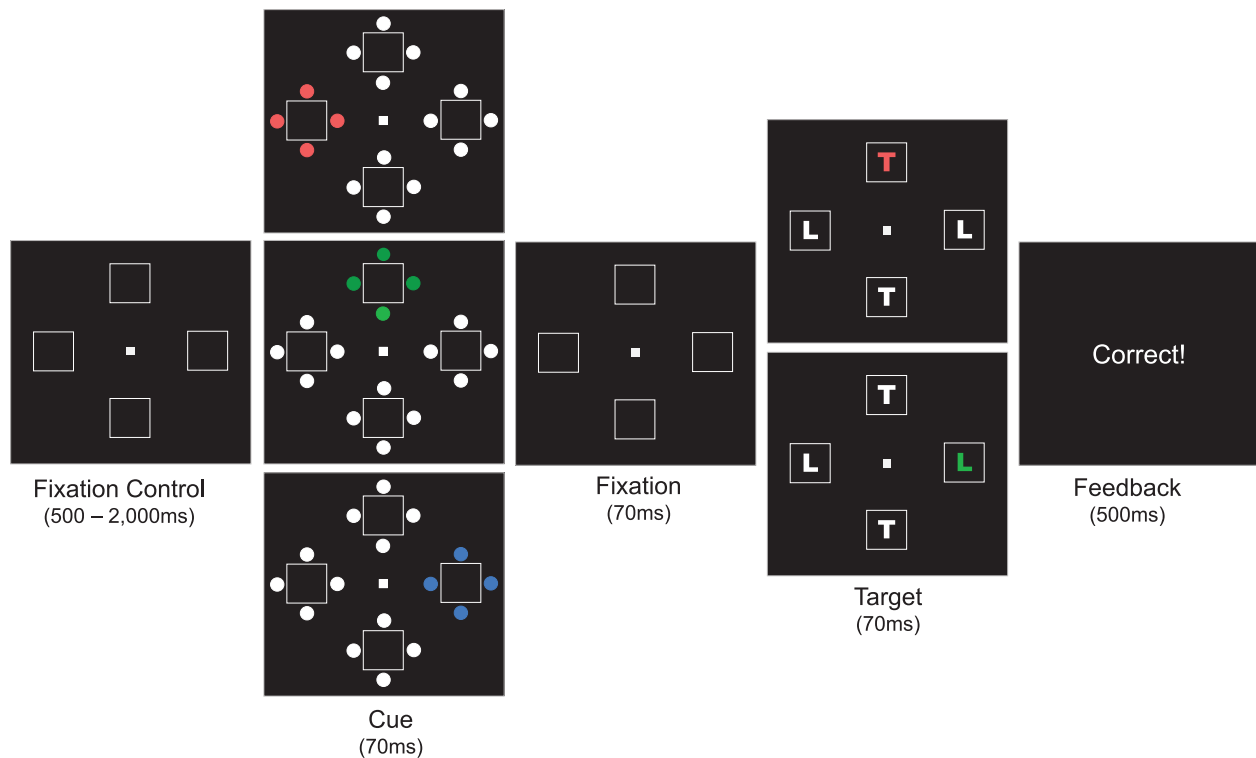 T
L L
T
T
L L
T
Correct!
Fixation Control
(500 – 2,000ms)
Cue
(70ms)
Fixation
(70ms)
Target
(70ms)
Feedback
(500ms)